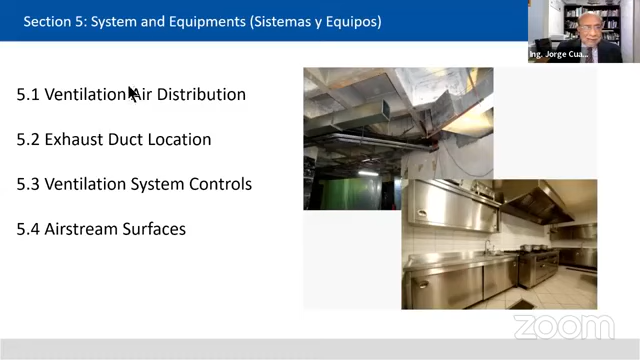 Section 5: System and Equipments (Sistemas y Equipos)
Ing. Jorge Cua...
5.1 Ventilation Air Distribution
5.2 Exhaust Duct Location
5.3 Ventilation System Controls
5.4 Airstream Surfaces
zoom